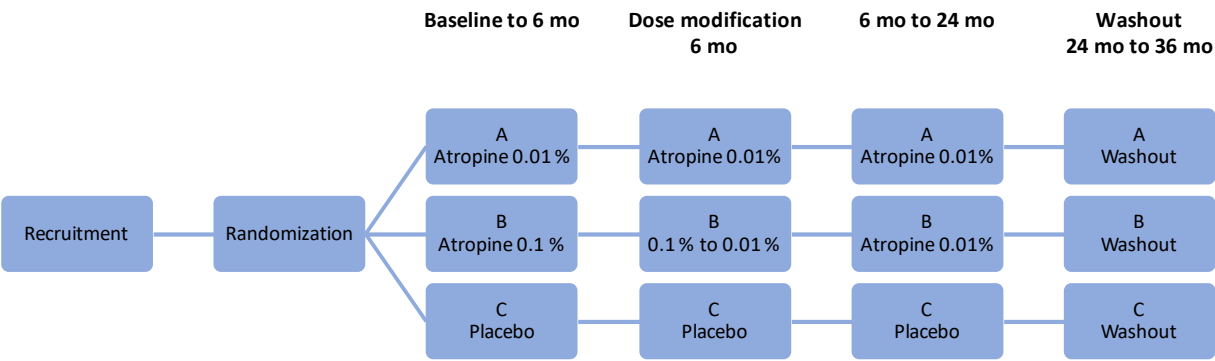 Baseline to 6 mo
Dose modification
6 mo
6 mo to 24 mo
Washout
24 mo to 36 mo
Recruitment
Randomization
A
Atropine 0.01 %
A
Atropine 0.01%
A
Atropine 0.01%
A
Washout
B
Atropine 0.1 %
B
0.1 % to 0.01 %
B
Atropine 0.01%
B
Washout
C
Placebo
C
Placebo
C
Placebo
C
Washout